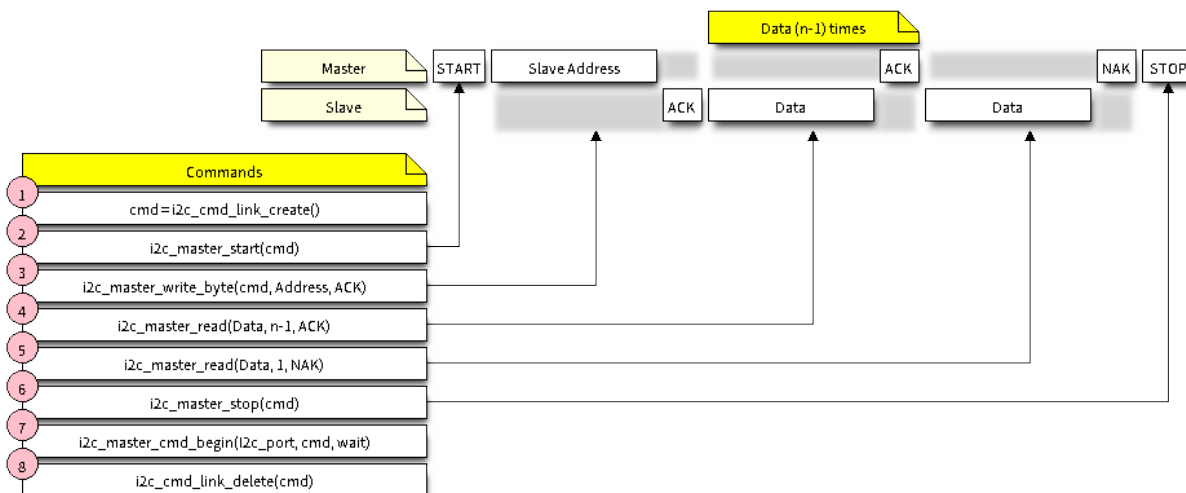 Data (n-1) times
Master START Slave Address ACK NAK STOP
Slave ACK Data Data
Commands
1 cmd=i2c_cmd_link_create()
2 i2c_master_start(cmd)
3 i2c_master_write_byte(cmd, Address, ACK)
4 i2c_master_read(Data, n-1, ACK)
5 i2c_master_read(Data, 1, NAK)
6 i2c_master_stop(cmd)
7 i2c_master_cmd_begin(I2c_port, cmd, wait)
8 i2c_cmd_link_delete(cmd)